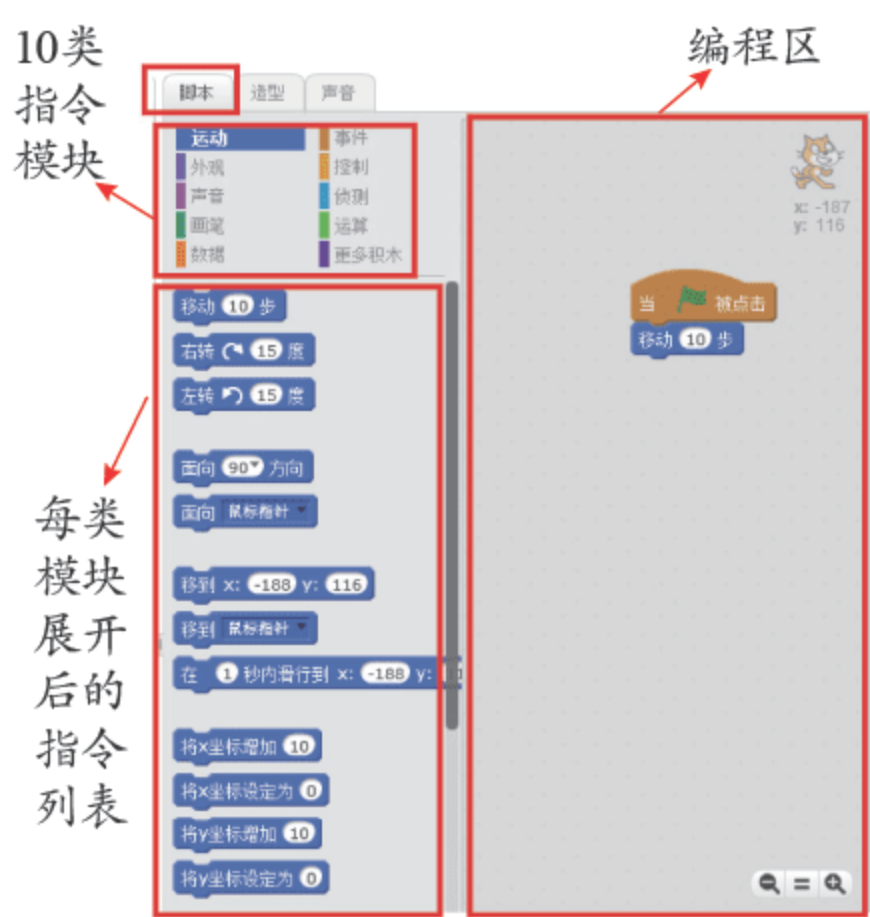 10类
指令
模块
编程区
脚本 造型 声音
运动 事件
外观 控制
声音 侦测
画笔 运算
数据 更多积木
x: -187
y: 116
移动 10 步
右转 15 度
左转 15 度
面向 90 方向
面向 鼠标指针
移到 x: -188 y: 116
移到 鼠标指针
在 1 秒内滑行到 x: -188 y:
将x坐标增加 10
将x坐标设定为 0
将y坐标增加 10
将y坐标设定为 0
当 被点击
移动 10 步
每类
模块
展开
后的
指令
列表